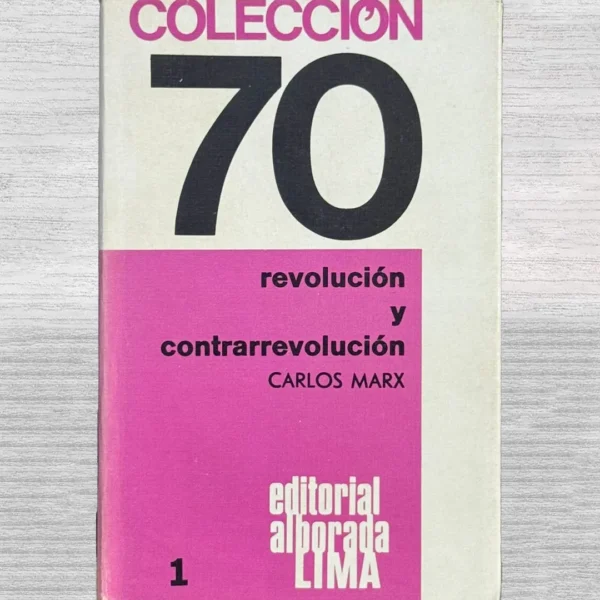 COLECCIÓN
70
revolución
y
contrarrevolución
CARLOS MARX
editorial
alborada
LIMA
1